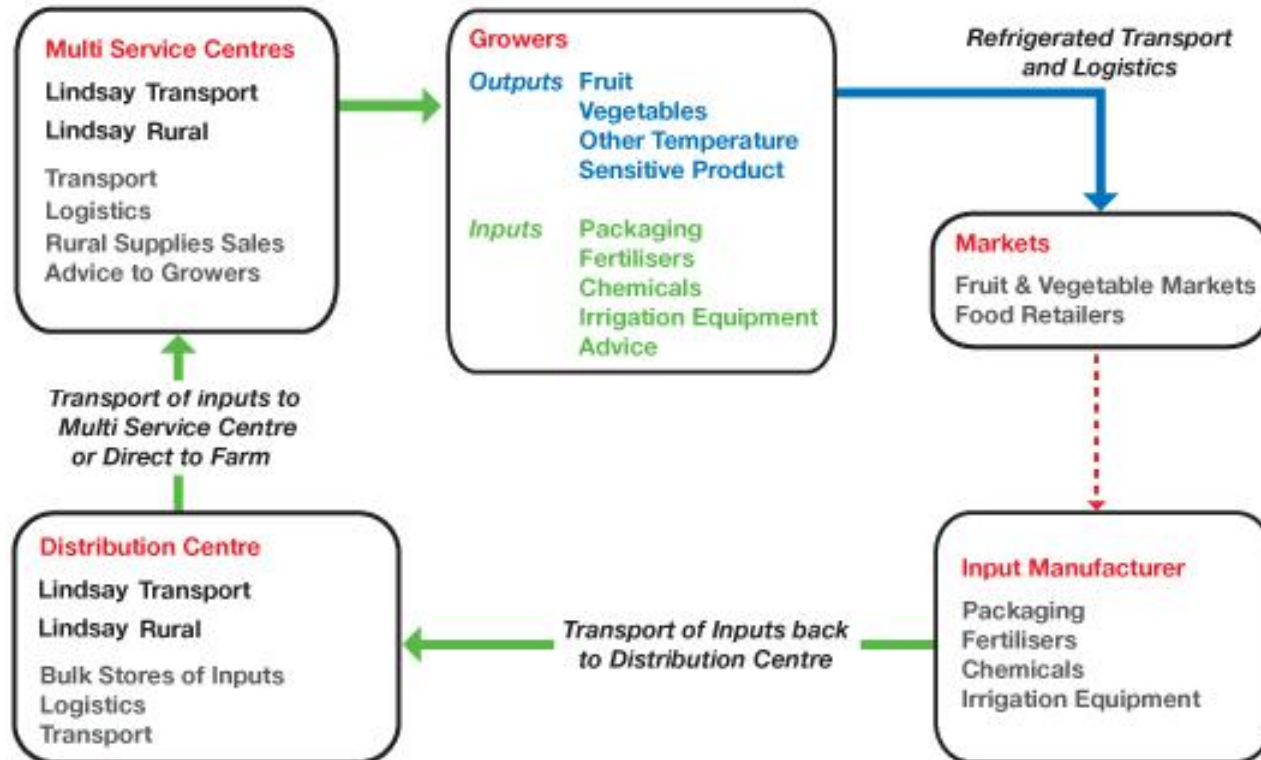 Multi Service Centres
Lindsay Transport
Lindsay Rural
Transport
Logistics
Rural Supplies Sales
Advice to Growers
Growers
Outputs Fruit
Vegetables
Other Temperature
Sensitive Product
Inputs Packaging
Fertilisers
Chemicals
Irrigation Equipment
Advice
Refrigerated Transport
and Logistics
Markets
Fruit & Vegetable Markets
Food Retailers
Input Manufacturer
Packaging
Fertilisers
Chemicals
Irrigation Equipment
Transport of Inputs back
to Distribution Centre
Distribution Centre
Lindsay Transport
Lindsay Rural
Bulk Stores of Inputs
Logistics
Transport
Transport of inputs to
Multi Service Centre
or Direct to Farm